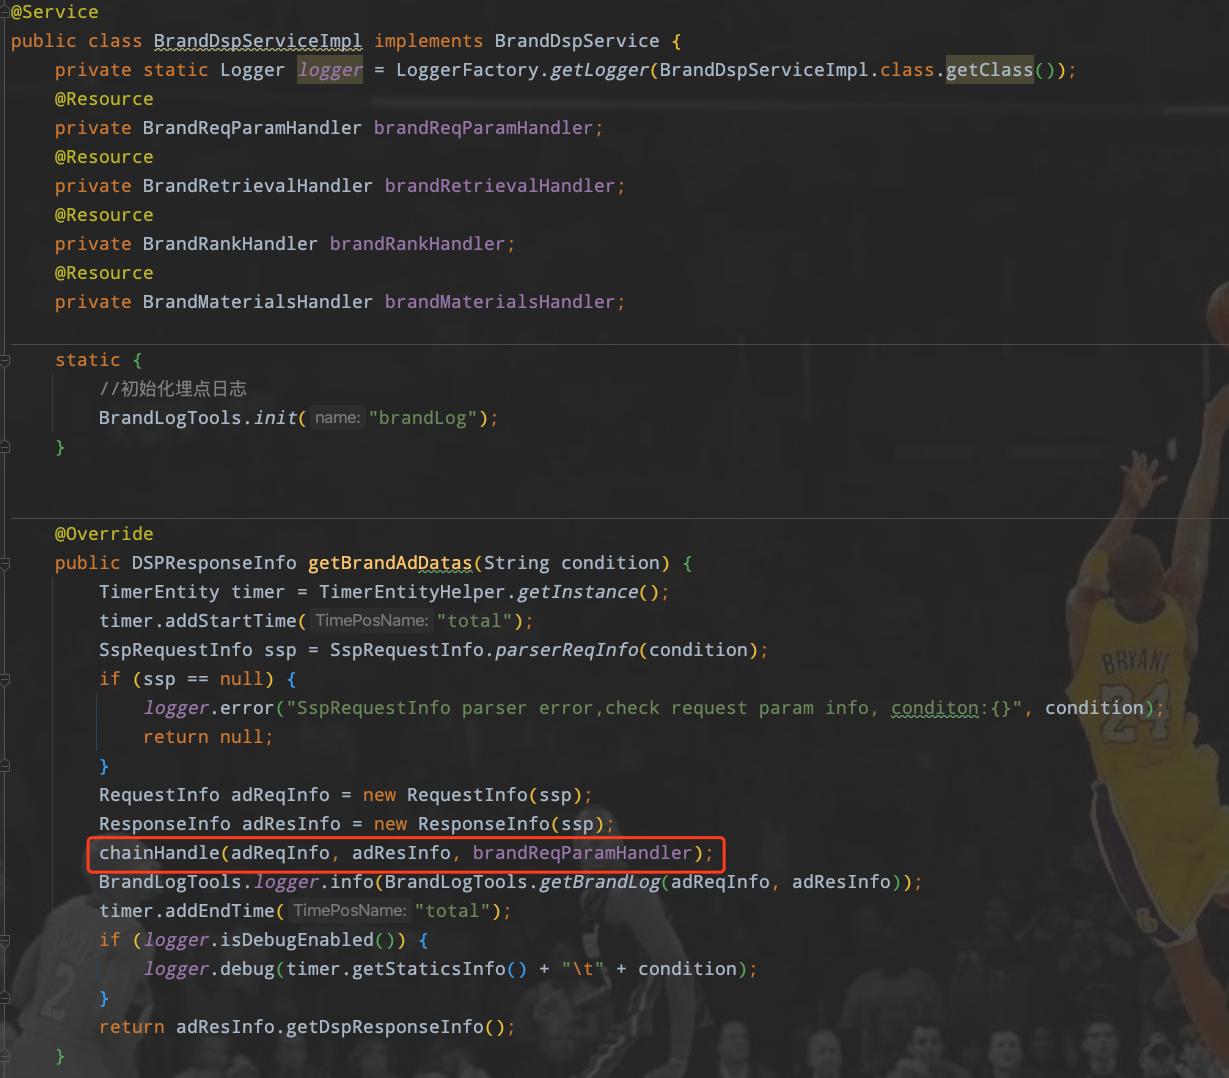 @Service
public class BrandDspServiceImpl implements BrandDspService {
private static Logger logger = LoggerFactory.getLogger(BrandDspServiceImpl.class.getClass());
@Resource
private BrandReqParamHandler brandReqParamHandler;
@Resource
private BrandRetrievalHandler brandRetrievalHandler;
@Resource
private BrandRankHandler brandRankHandler;
@Resource
private BrandMaterialsHandler brandMaterialsHandler;
static {
//初始化埋点日志
BrandLogTools.init( name: "brandLog");
}
@Override
public DSPResponseInfo getBrandAdDatas(String condition) {
TimerEntity timer = TimerEntityHelper.getInstance();
timer.addStartTime( TimePosName: "total");
SspRequestInfo ssp = SspRequestInfo.parserReqInfo(condition);
if (ssp == null) {
logger.error("SspRequestInfo parser error,check request param info, conditon:{}", condition);
return null;
}
RequestInfo adReqInfo = new RequestInfo(ssp);
ResponseInfo adResInfo = new ResponseInfo(ssp);
chainHandle(adReqInfo, adResInfo, brandReqParamHandler);
BrandLogTools.logger.info(BrandLogTools.getBrandLog(adReqInfo, adResInfo));
timer.addEndTime( TimePosName: "total");
if (logger.isDebugEnabled()) {
logger.debug(timer.getStaticsInfo() + "\t" + condition);
}
return adResInfo.getDspResponseInfo();
}
BRYANT
24
2